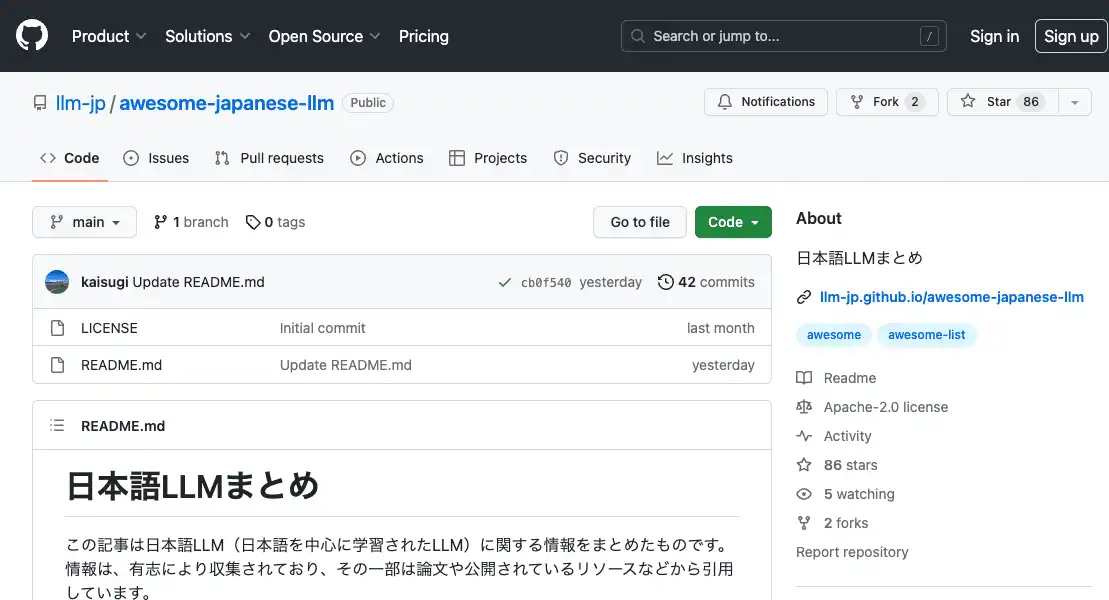 Product Solutions Open Source Pricing Search or jump to... / Sign in Sign up
llm-jp / awesome-japanese-llm Public Notifications Fork 2 Star 86
Code Issues Pull requests Actions Projects Security Insights
main 1 branch 0 tags Go to file Code
kaisugi Update README.md cb0f540 yesterday 42 commits
LICENSE Initial commit last month
README.md Update README.md yesterday
README.md
日本語LLMまとめ
この記事は日本語LLM（日本語を中心に学習されたLLM）に関する情報をまとめたものです。
情報は、有志により収集されており、その一部は論文や公開されているリソースなどから引用
しています。
About
日本語LLMまとめ
llm-jp.github.io/awesome-japanese-llm
awesome awesome-list
Readme
Apache-2.0 license
Activity
86 stars
5 watching
2 forks
Report repository